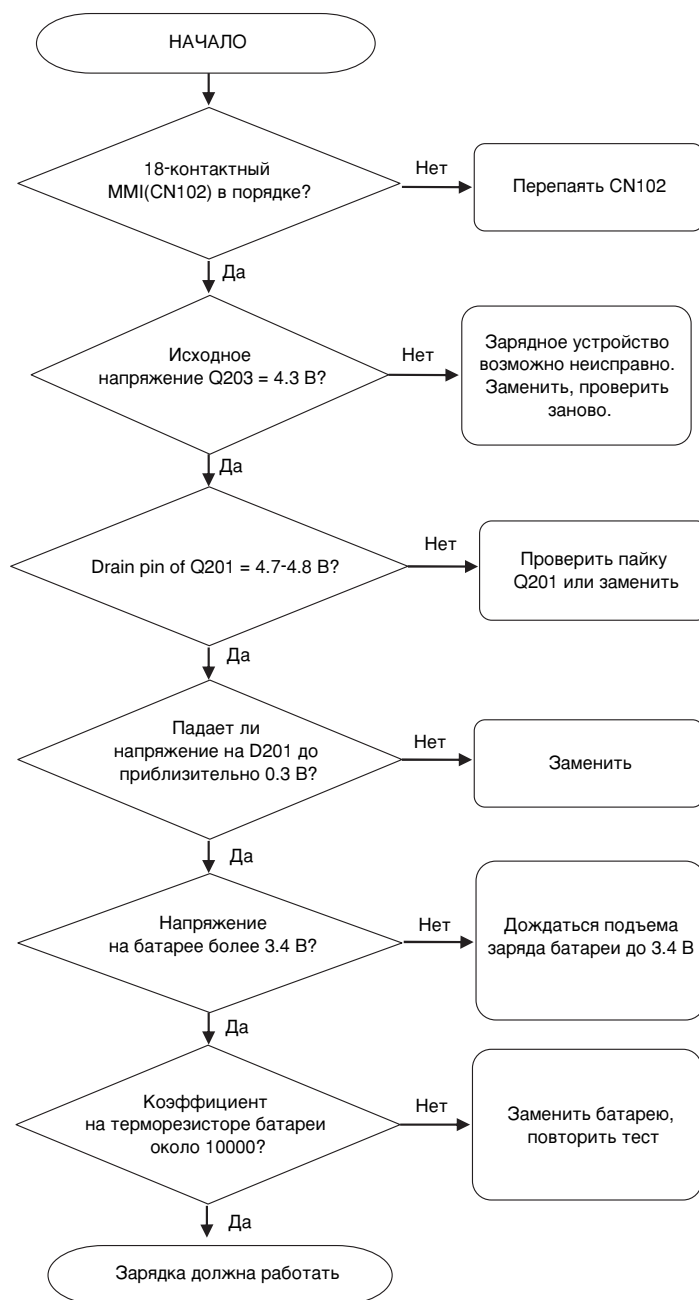 НАЧАЛО
18-контактный
MMI(CN102) в порядке?
Нет
Перепаять CN102
Да
Исходное
напряжение Q203 = 4.3 В?
Нет
Зарядное устройство
возможно неисправно.
Заменить, проверить
заново.
Да
Drain pin of Q201 = 4.7-4.8 В?
Нет
Проверить пайку
Q201 или заменить
Да
Падает ли
напряжение на D201 до
приблизительно 0.3 В?
Нет
Заменить
Да
Напряжение
на батарее более 3.4 В?
Нет
Дождаться подъема
заряда батареи до 3.4 В
Да
Коэффициент
на терморезисторе батареи
около 10000?
Нет
Заменить батарею,
повторить тест
Да
Зарядка должна работать